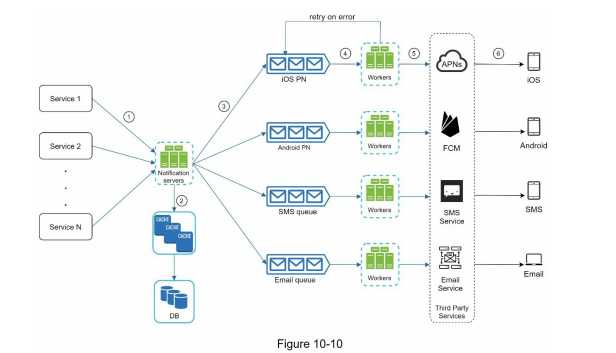 retry on error
④
⑤
⑥
iOS PN
Workers
APNs
iOS
Service 1
①
③
Service 2
Notification
servers
Android PN
Workers
FCM
Android
.
.
.
②
SMS queue
Workers
SMS
Service
SMS
Service N
CACHE
CACHE
CACHE
Email queue
Workers
Email
Service
Email
DB
Third Party
Services
Figure 10-10